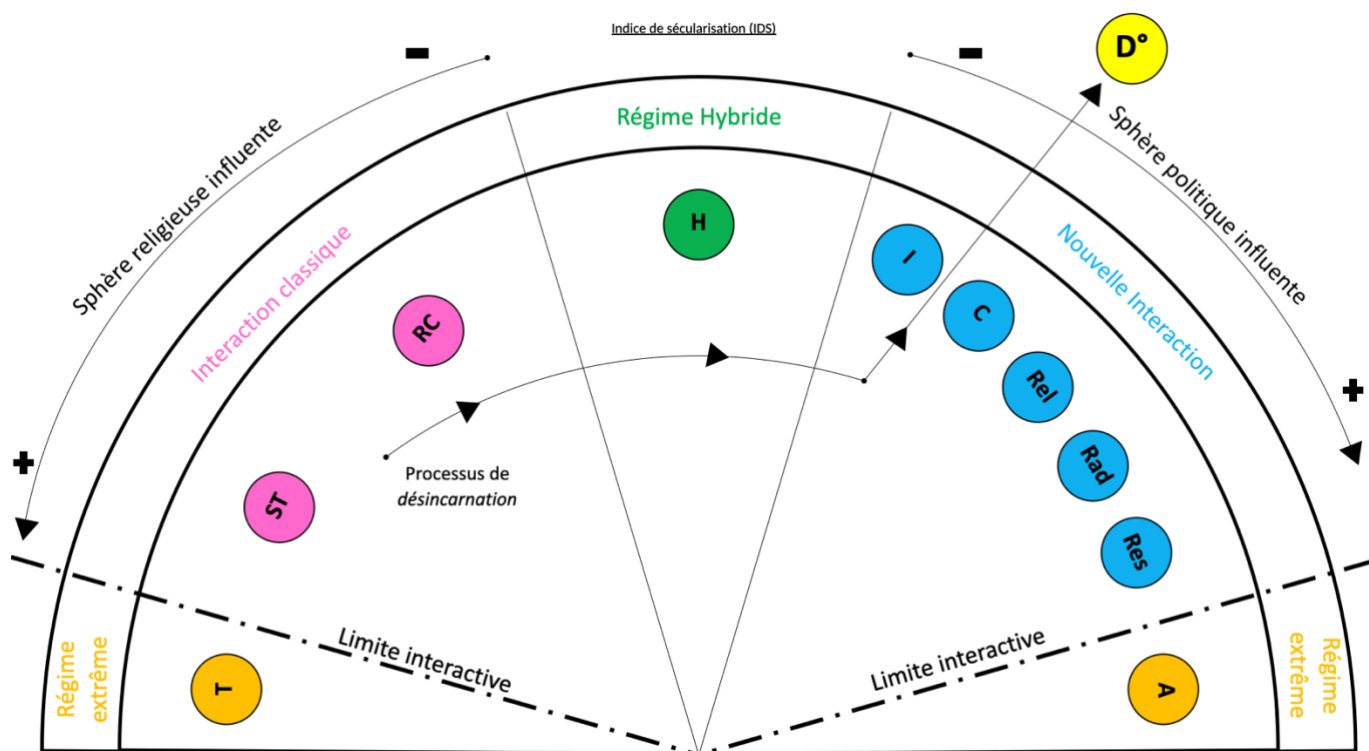 Indice de sécularisation (IDS)
-
-
D°
Régime Hybride
Sphère religieuse influente
Sphère politique influente
Interaction classique
Nouvelle Interaction
H
I
C
RC
Rel
Rad
ST
Res
+
+
Processus de
désincarnation
Limite interactive
Limite interactive
Régime
extrême
T
A
Régime
extrême